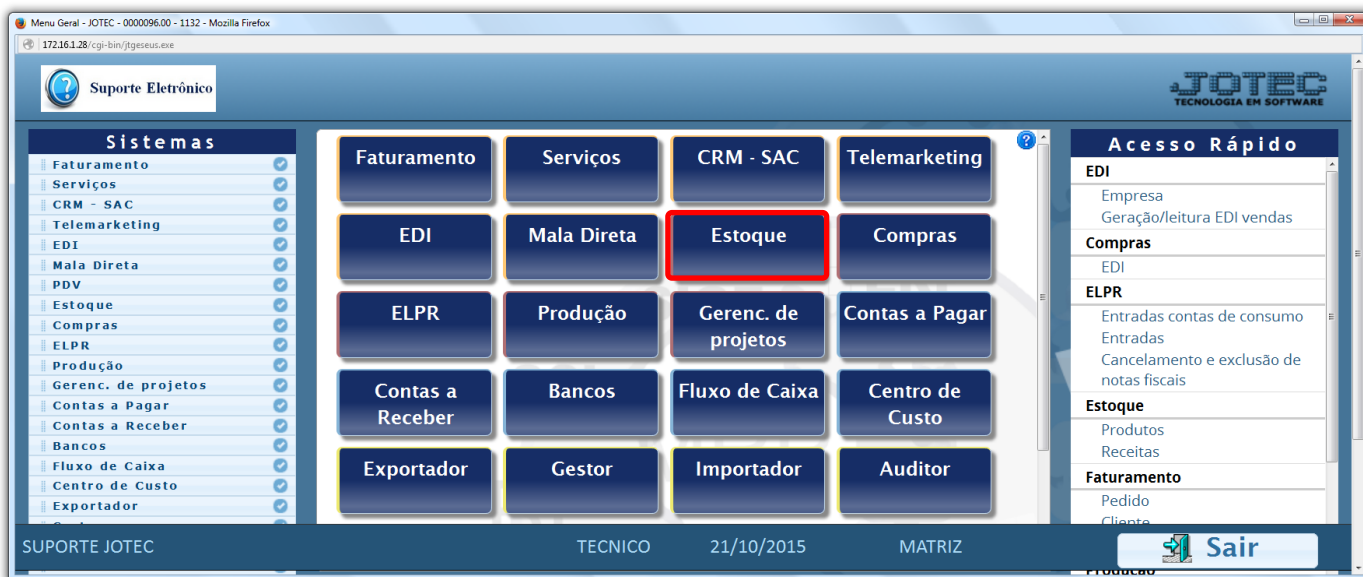 Menu Geral - JOTEC - 0000096.00 - 1132 - Mozilla Firefox
172.16.1.28/cgi-bin/jtgeseus.exe
Suporte Eletrônico
JOTEC
TECNOLOGIA EM SOFTWARE
Sistemas
Faturamento
Serviços
CRM - SAC
Telemarketing
EDI
Mala Direta
PDV
Estoque
Compras
ELPR
Produção
Gerenc. de projetos
Contas a Pagar
Contas a Receber
Bancos
Fluxo de Caixa
Centro de Custo
Exportador
Faturamento
Serviços
CRM - SAC
Telemarketing
EDI
Mala Direta
Estoque
Compras
ELPR
Produção
Gerenc. de
projetos
Contas a Pagar
Contas a
Receber
Bancos
Fluxo de Caixa
Centro de
Custo
Exportador
Gestor
Importador
Auditor
Acesso Rápido
EDI
Empresa
Geração/leitura EDI vendas
Compras
EDI
ELPR
Entradas contas de consumo
Entradas
Cancelamento e exclusão de
notas fiscais
Estoque
Produtos
Receitas
Faturamento
Pedido
Cliente
SUPORTE JOTEC
TECNICO
21/10/2015
MATRIZ
Sair
Produção